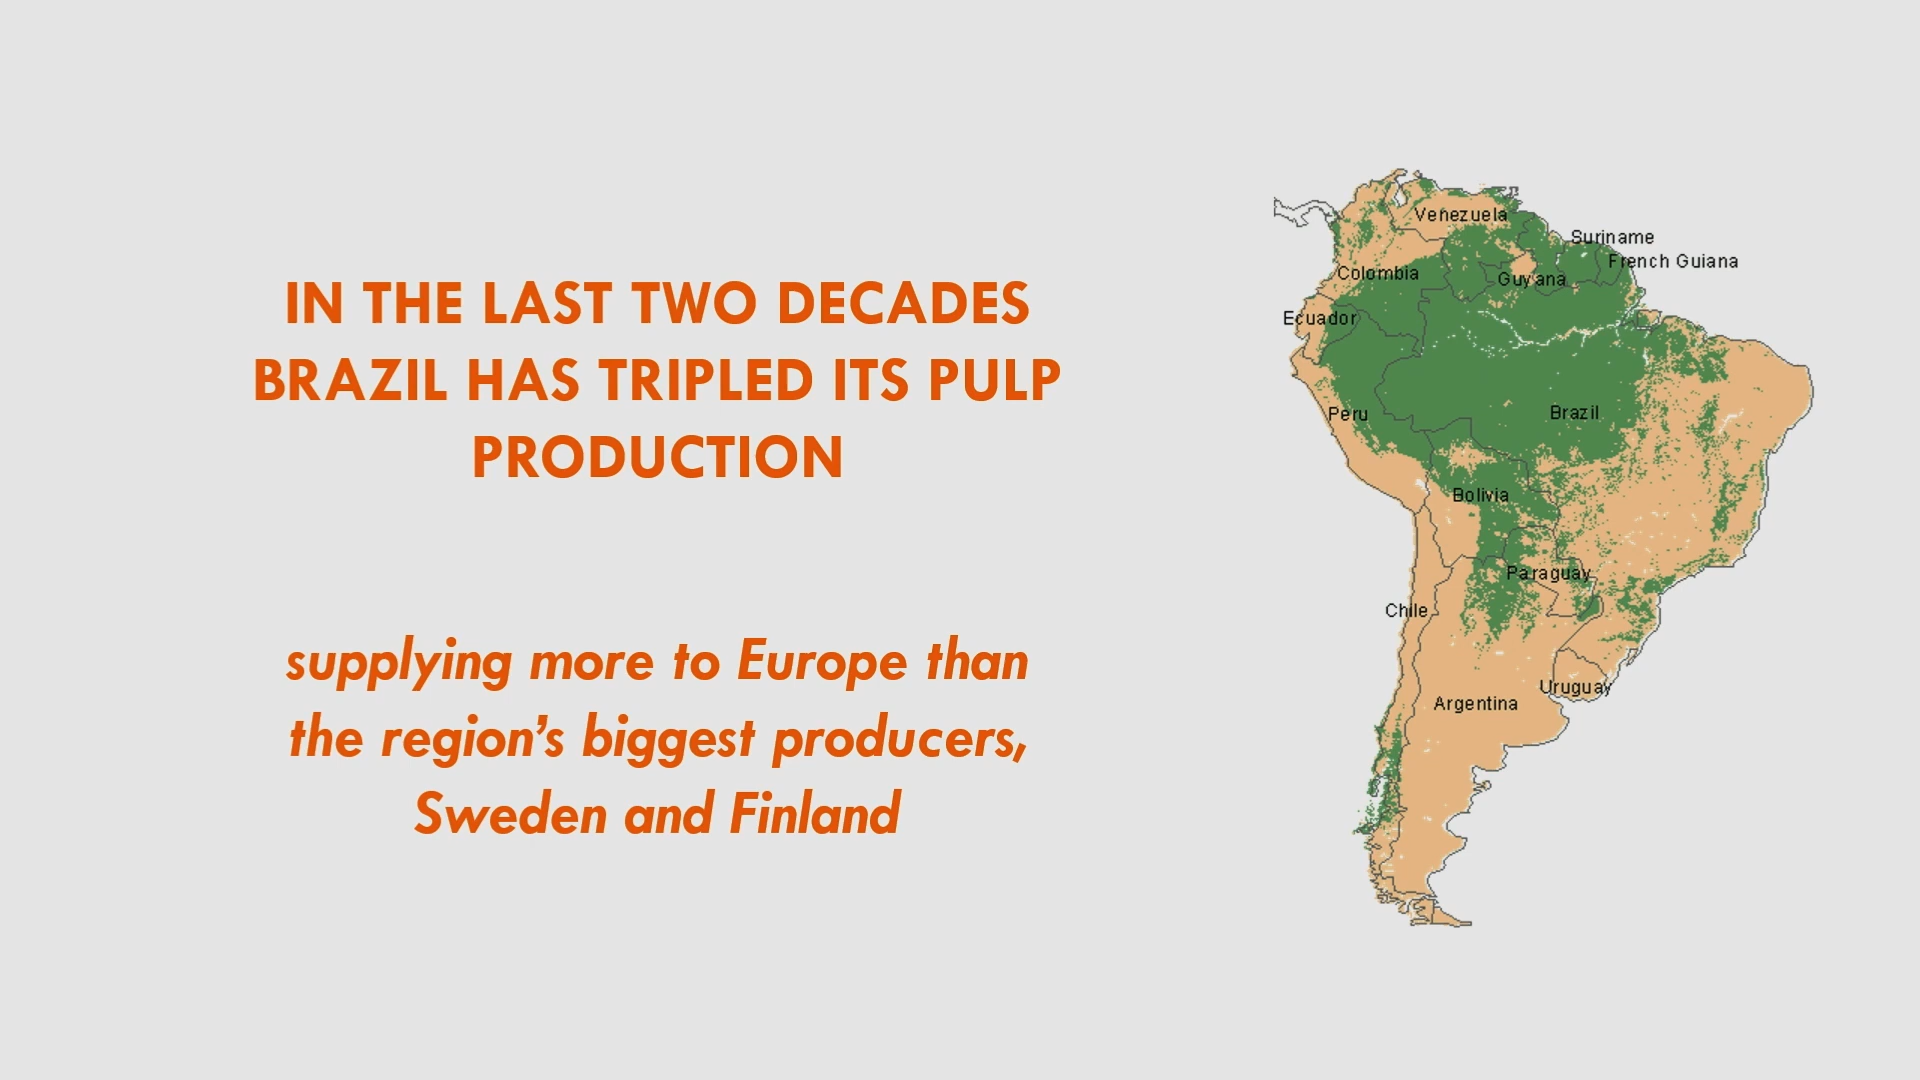 IN THE LAST TWO DECADES
BRAZIL HAS TRIPLED ITS PULP
PRODUCTION
supplying more to Europe than
the region’s biggest producers,
Sweden and Finland
Venezuela
Suriname
French Guiana
Colombia
Guyana
Ecuador
Peru
Brazil
Bolivia
Paraguay
Chile
Uruguay
Argentina